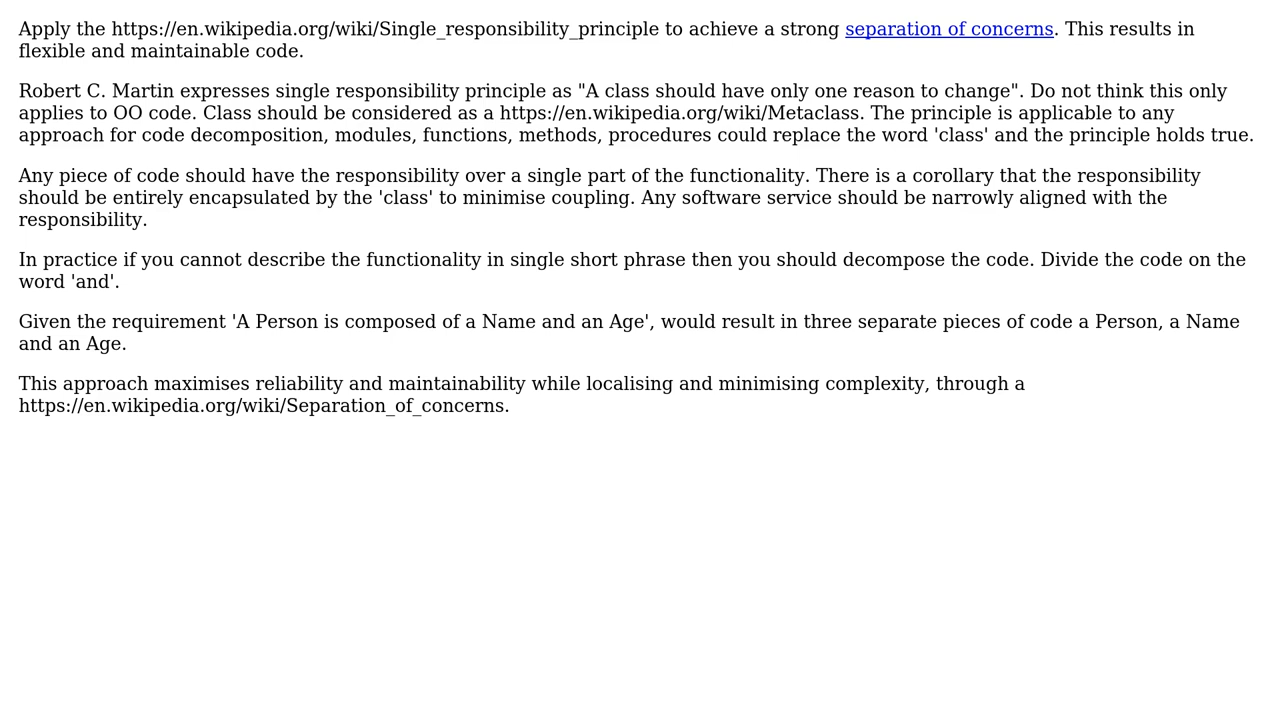 Apply the https://en.wikipedia.org/wiki/Single_responsibility_principle to achieve a strong separation of concerns. This results in
flexible and maintainable code.
Robert C. Martin expresses single responsibility principle as "A class should have only one reason to change". Do not think this only
applies to OO code. Class should be considered as a https://en.wikipedia.org/wiki/Metaclass. The principle is applicable to any
approach for code decomposition, modules, functions, methods, procedures could replace the word 'class' and the principle holds true.
Any piece of code should have the responsibility over a single part of the functionality. There is a corollary that the responsibility
should be entirely encapsulated by the 'class' to minimise coupling. Any software service should be narrowly aligned with the
responsibility.
In practice if you cannot describe the functionality in single short phrase then you should decompose the code. Divide the code on the
word 'and'.
Given the requirement 'A Person is composed of a Name and an Age', would result in three separate pieces of code a Person, a Name
and an Age.
This approach maximises reliability and maintainability while localising and minimising complexity, through a
https://en.wikipedia.org/wiki/Separation_of_concerns.